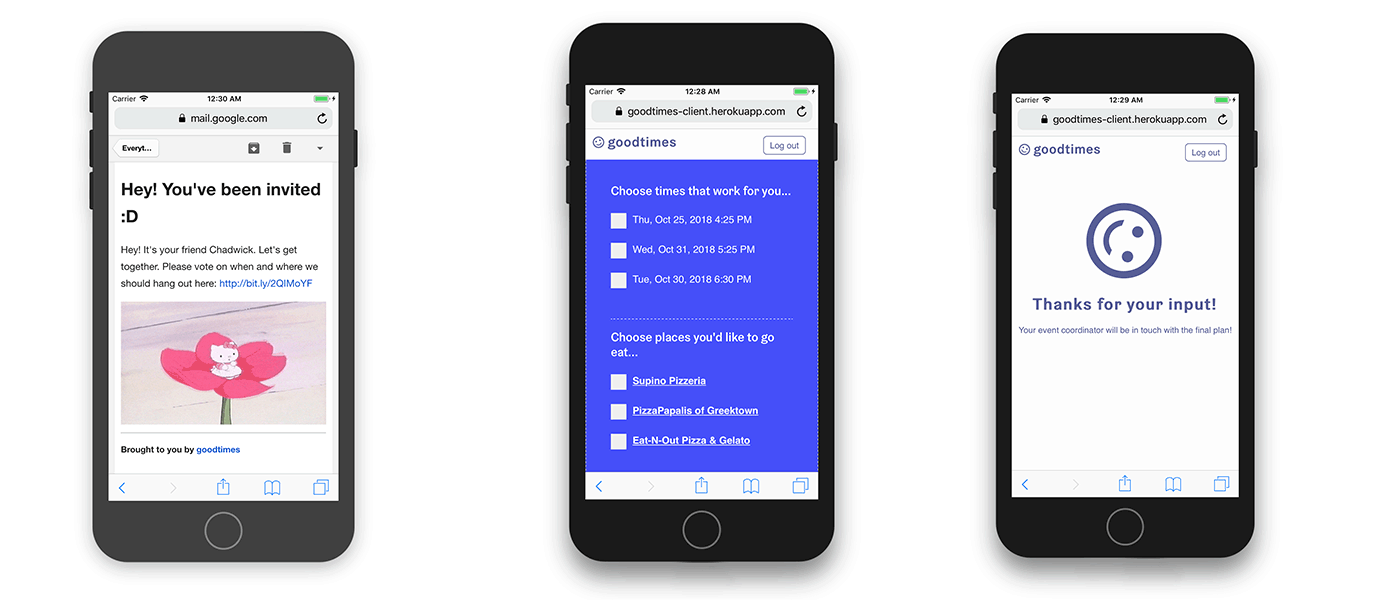 Carrier 12:30 AM
mail.google.com
Everyt...
Hey! You've been invited
:D
Hey! It's your friend Chadwick. Let's get
together. Please vote on when and where we
should hang out here: http://bit.ly/2QIMoYF
Brought to you by goodtimes
Carrier 12:28 AM
goodtimes-client.herokuapp.com
goodtimes Log out
Choose times that work for you...
Thu, Oct 25, 2018 4:25 PM
Wed, Oct 31, 2018 5:25 PM
Tue, Oct 30, 2018 6:30 PM
Choose places you'd like to go
eat...
Supino Pizzeria
PizzaPapalis of Greektown
Eat-N-Out Pizza & Gelato
Carrier 12:29 AM
goodtimes-client.herokuapp.com
goodtimes Log out
Thanks for your input!
Your event coordinator will be in touch with the final plan!